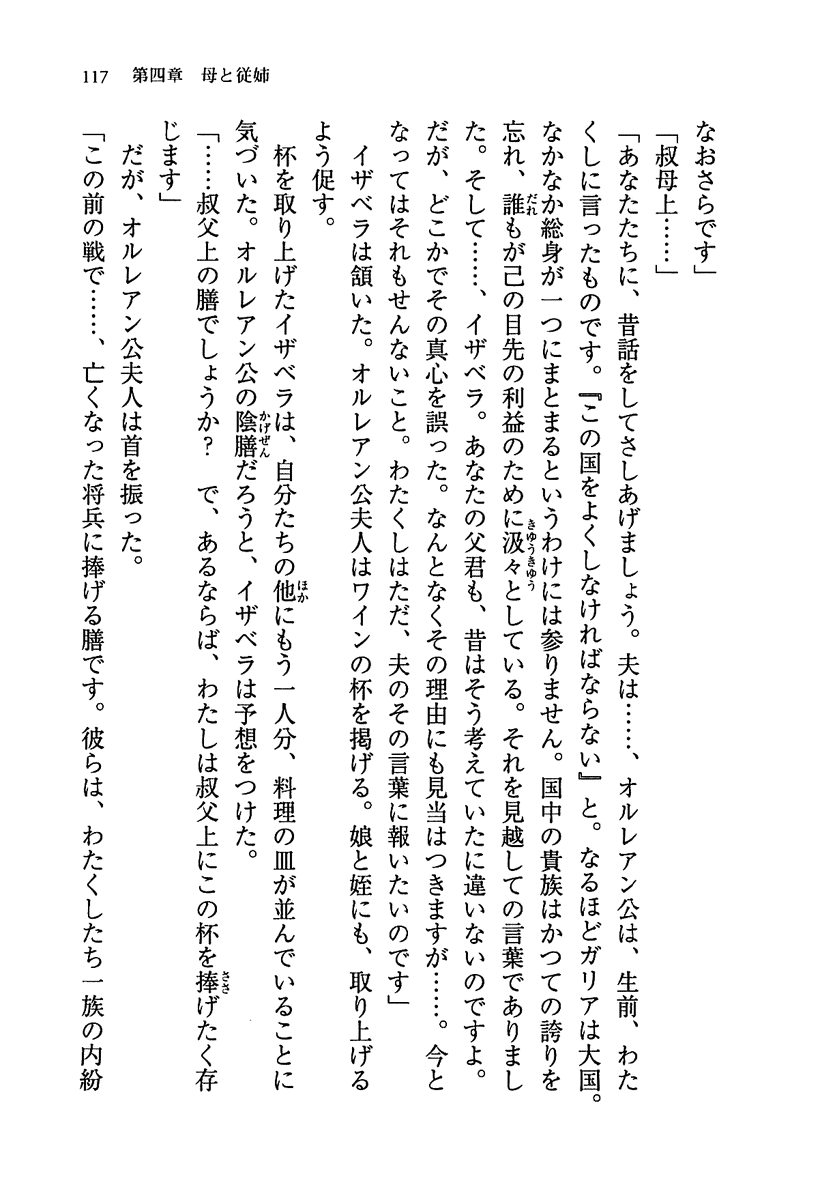 117　第四章　母と従姉
なおさらです」
「叔母上……」
「あなたたちに、昔話をしてさしあげましょう。夫は……、オルレアン公は、生前、わた
くしに言ったものです。『この国をよくしなければならない』と。なるほどガリアは大国。
なかなか総身が一つにまとまるというわけには参りません。国中の貴族はかつての誇りを
忘れ、誰もが己の目先の利益のために汲々としている。それを見越しての言葉でありまし
た。そして……、イザベラ。あなたの父君も、昔はそう考えていたに違いないのですよ。
だが、どこかでその真心を誤った。なんとなくその理由にも見当はつきますが……。今と
なってはそれもせんないこと。わたくしはただ、夫のその言葉に報いたいのです」
　イザベラは頷いた。オルレアン公夫人はワインの杯を掲げる。娘と姪にも、取り上げる
よう促す。
　杯を取り上げたイザベラは、自分たちの他にもう一人分、料理の皿が並んでいることに
気づいた。オルレアン公の陰膳だろうと、イザベラは予想をつけた。
「……叔父上の膳でしょうか？　で、あるならば、わたしは叔父上にこの杯を捧げたく存
じます」
　だが、オルレアン公夫人は首を振った。
「この前の戦で……、亡くなった将兵に捧げる膳です。彼らは、わたくしたち一族の内紛